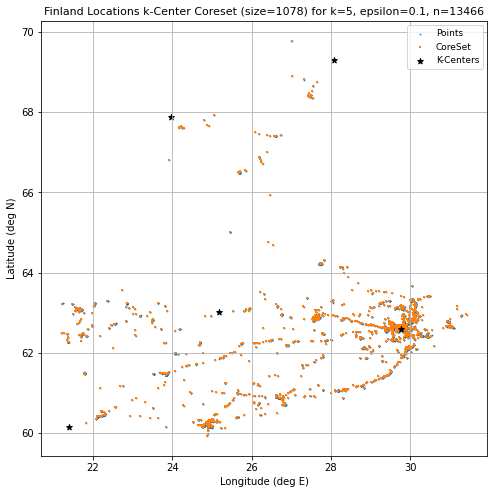 Finland Locations k-Center Coreset (size=1078) for k=5, epsilon=0.1, n=13466
Points
CoreSet
K-Centers
70
68
66
64
62
60
Latitude (deg N)
22 24 26 28 30
Longitude (deg E)